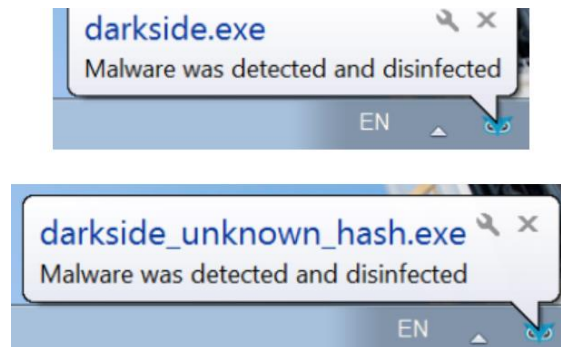 darkside.exe
Malware was detected and disinfected
EN
darkside_unknown_hash.exe
Malware was detected and disinfected
EN